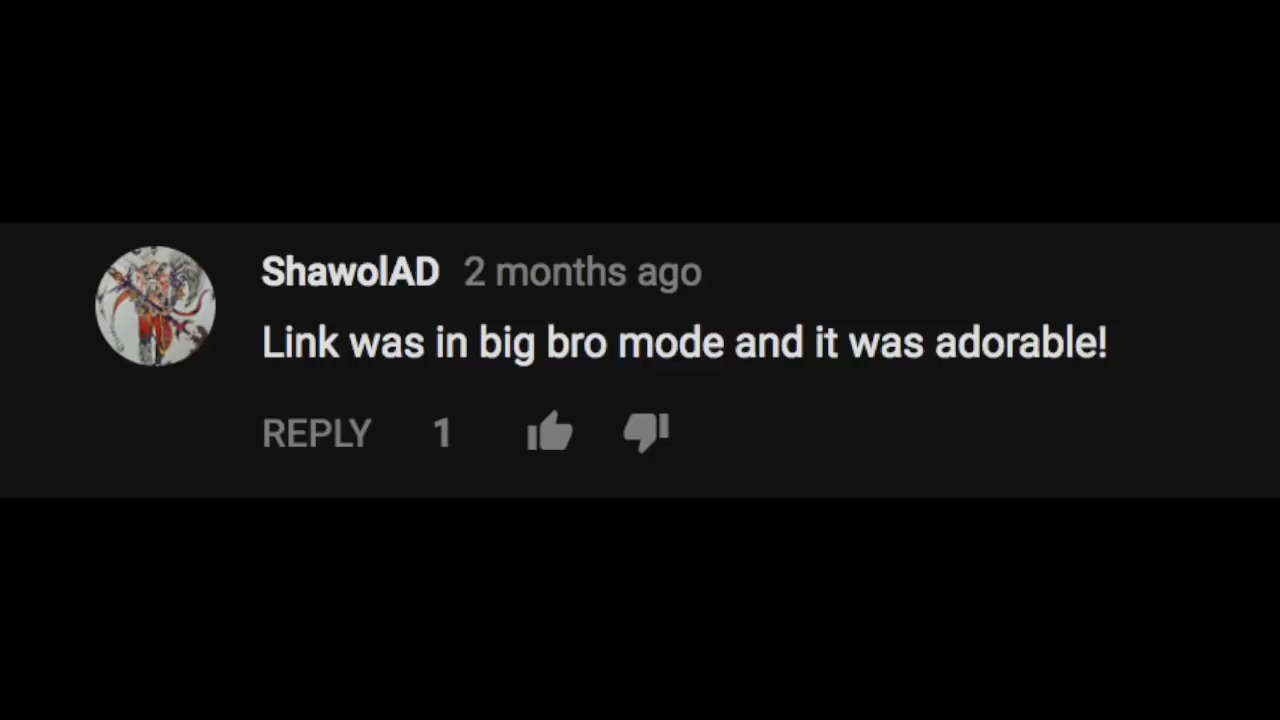 ShawolAD 2 months ago
Link was in big bro mode and it was adorable!
REPLY 1